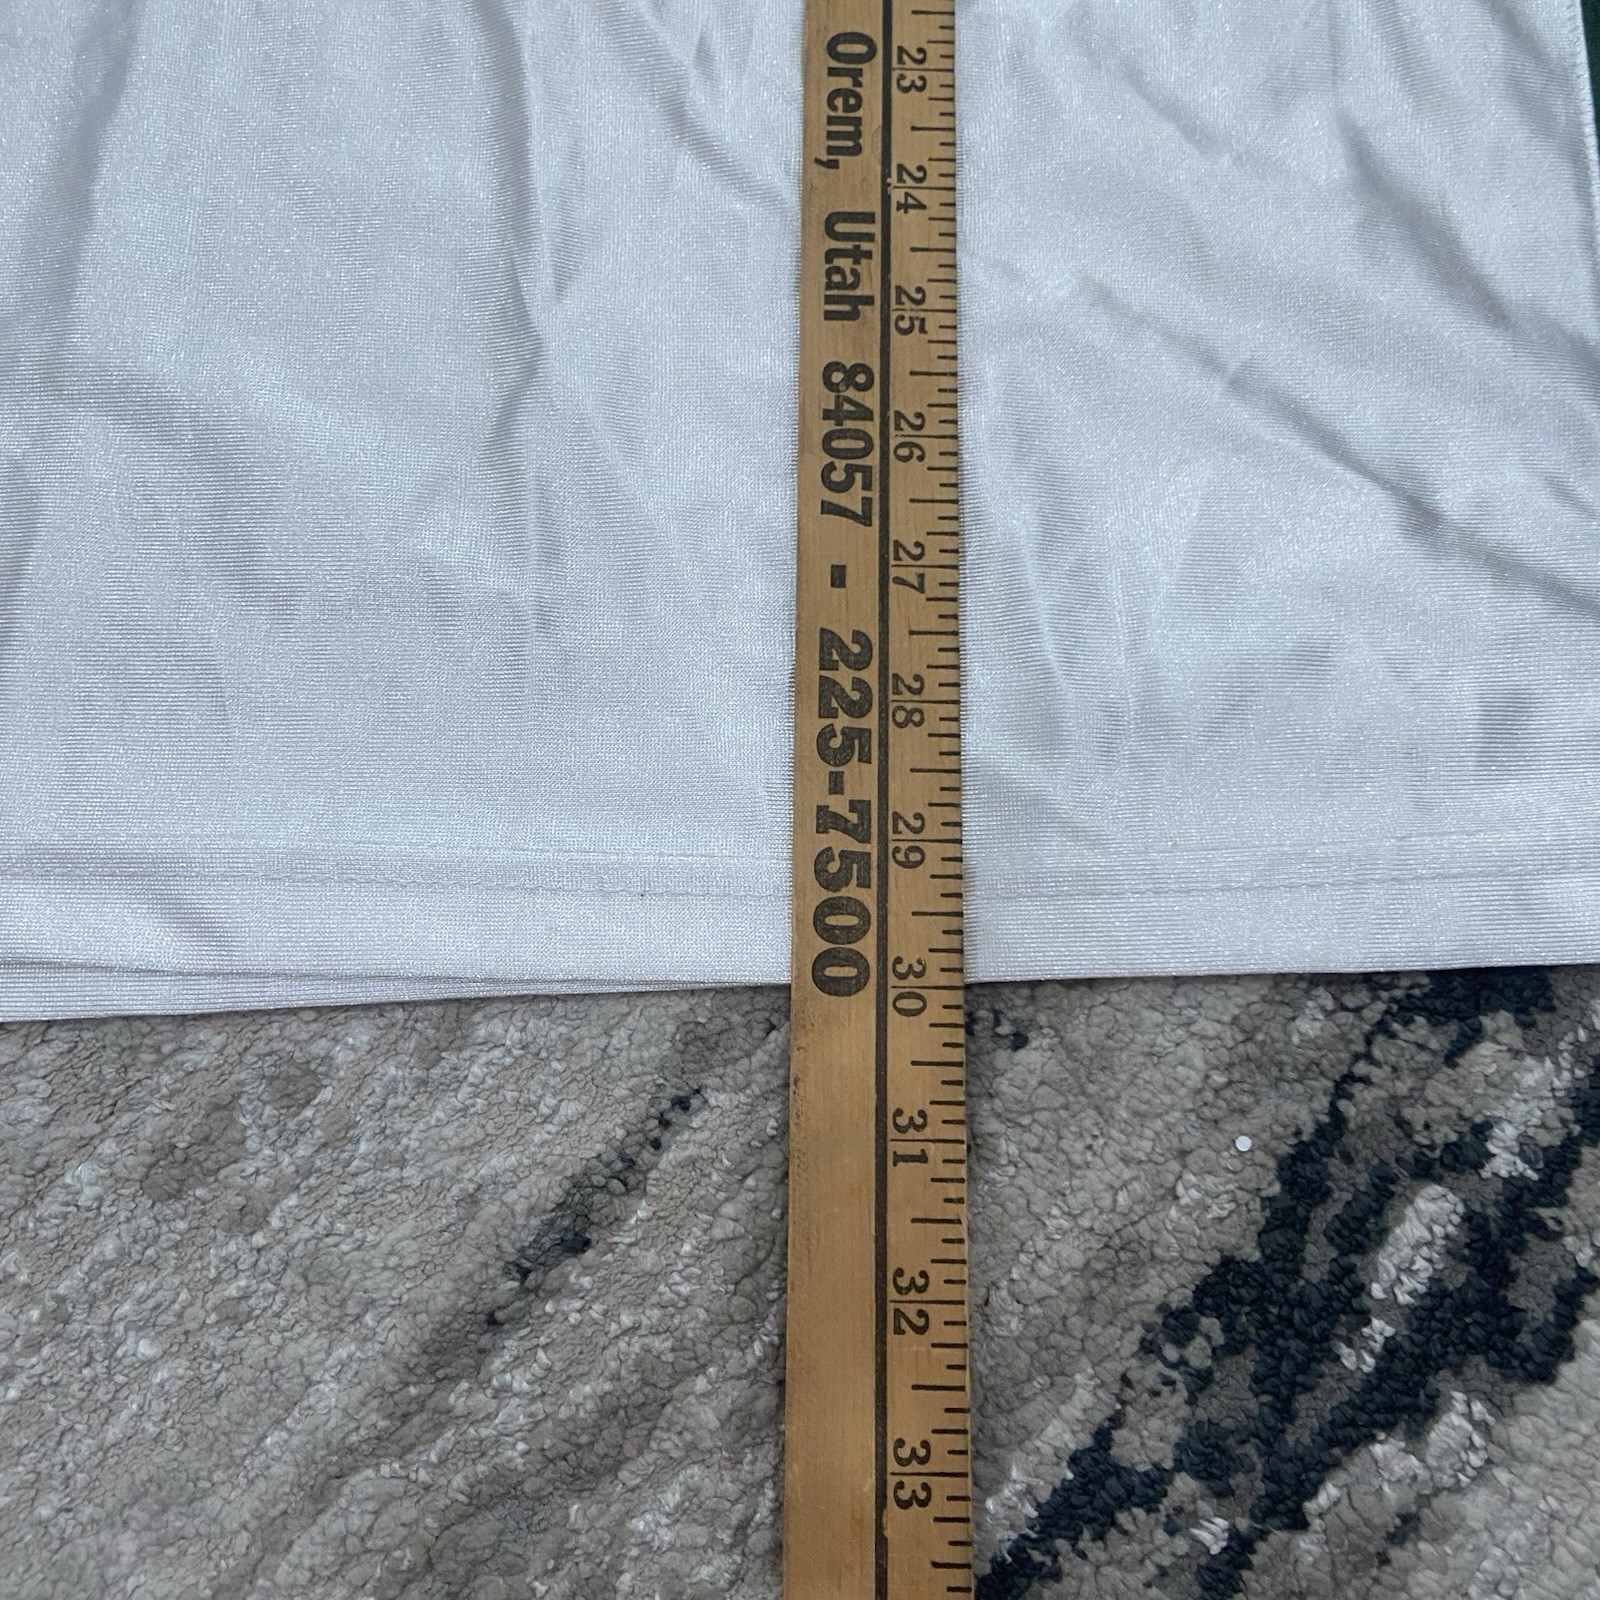 Orem, Utah 84057 - 225-7500
23 24 25 26 27 28 29 30 31 32 33